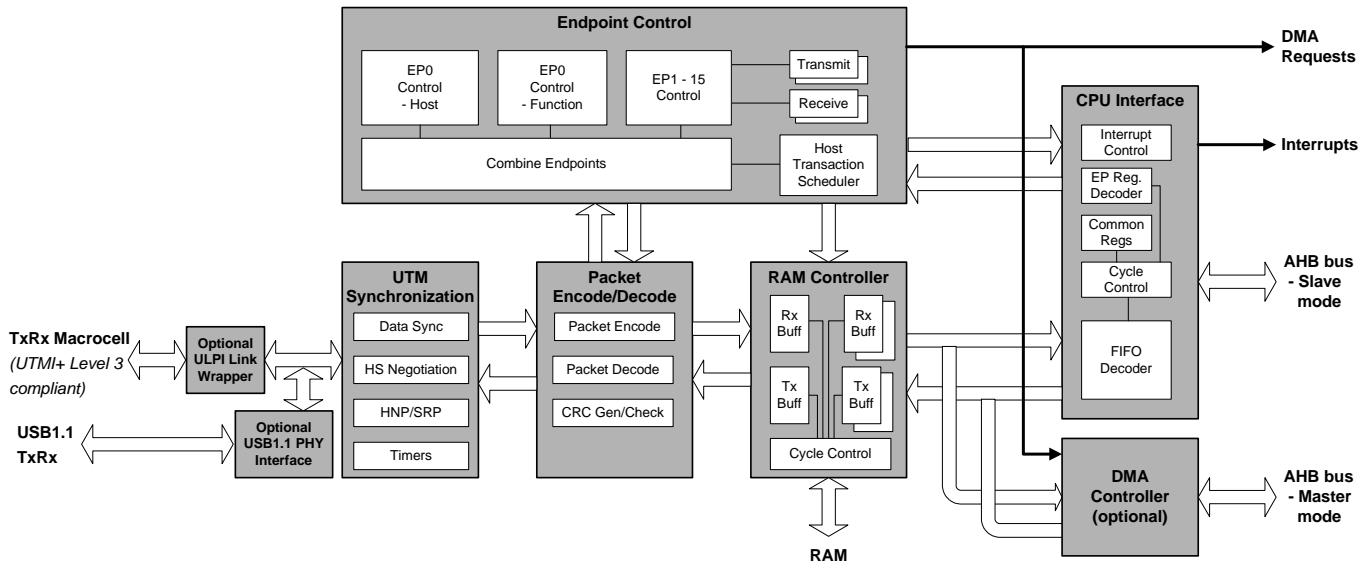 Endpoint Control
EP0
Control
- Host
EP0
Control
- Function
EP1 - 15
Control
Transmit
Receive
Combine Endpoints
Host
Transaction
Scheduler
DMA
Requests
CPU Interface
Interrupt
Control
EP Reg.
Decoder
Common
Regs
Cycle
Control
FIFO
Decoder
Interrupts
AHB bus
- Slave
mode
UTM
Synchronization
Data Sync
HS Negotiation
HNP/SRP
Timers
Packet
Encode/Decode
Packet Encode
Packet Decode
CRC Gen/Check
RAM Controller
Rx
Buff
Rx
Buff
Tx
Buff
Tx
Buff
Cycle Control
TxRx Macrocell
(UTMI+ Level 3
compliant)
Optional
ULPI Link
Wrapper
USB1.1
TxRx
Optional
USB1.1 PHY
Interface
DMA
Controller
(optional)
AHB bus
- Master
mode
RAM